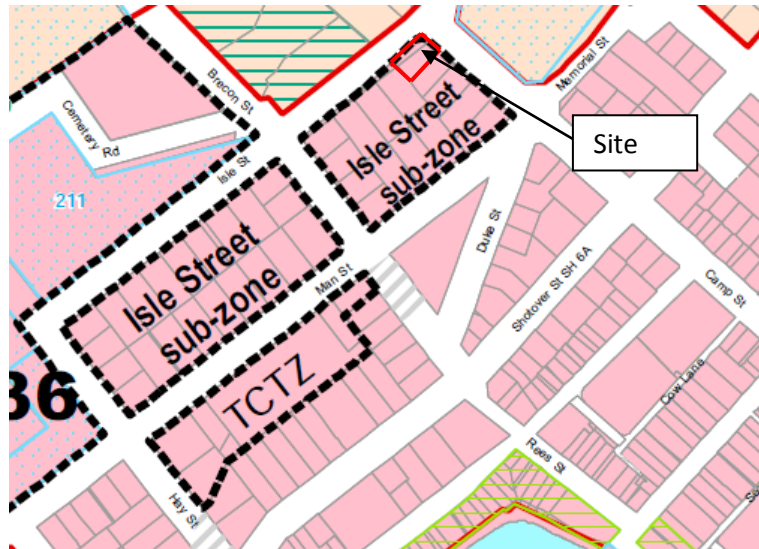 Brecon St
Memorial St
Cemetery
Rd
Isle Street
sub-zone
Site
Isle St
211
Duke St
Isle Street
sub-zone
Man St
Shotover St SH 6A
Camp St
TCTZ
Cow Lane
Rees St
Hay St